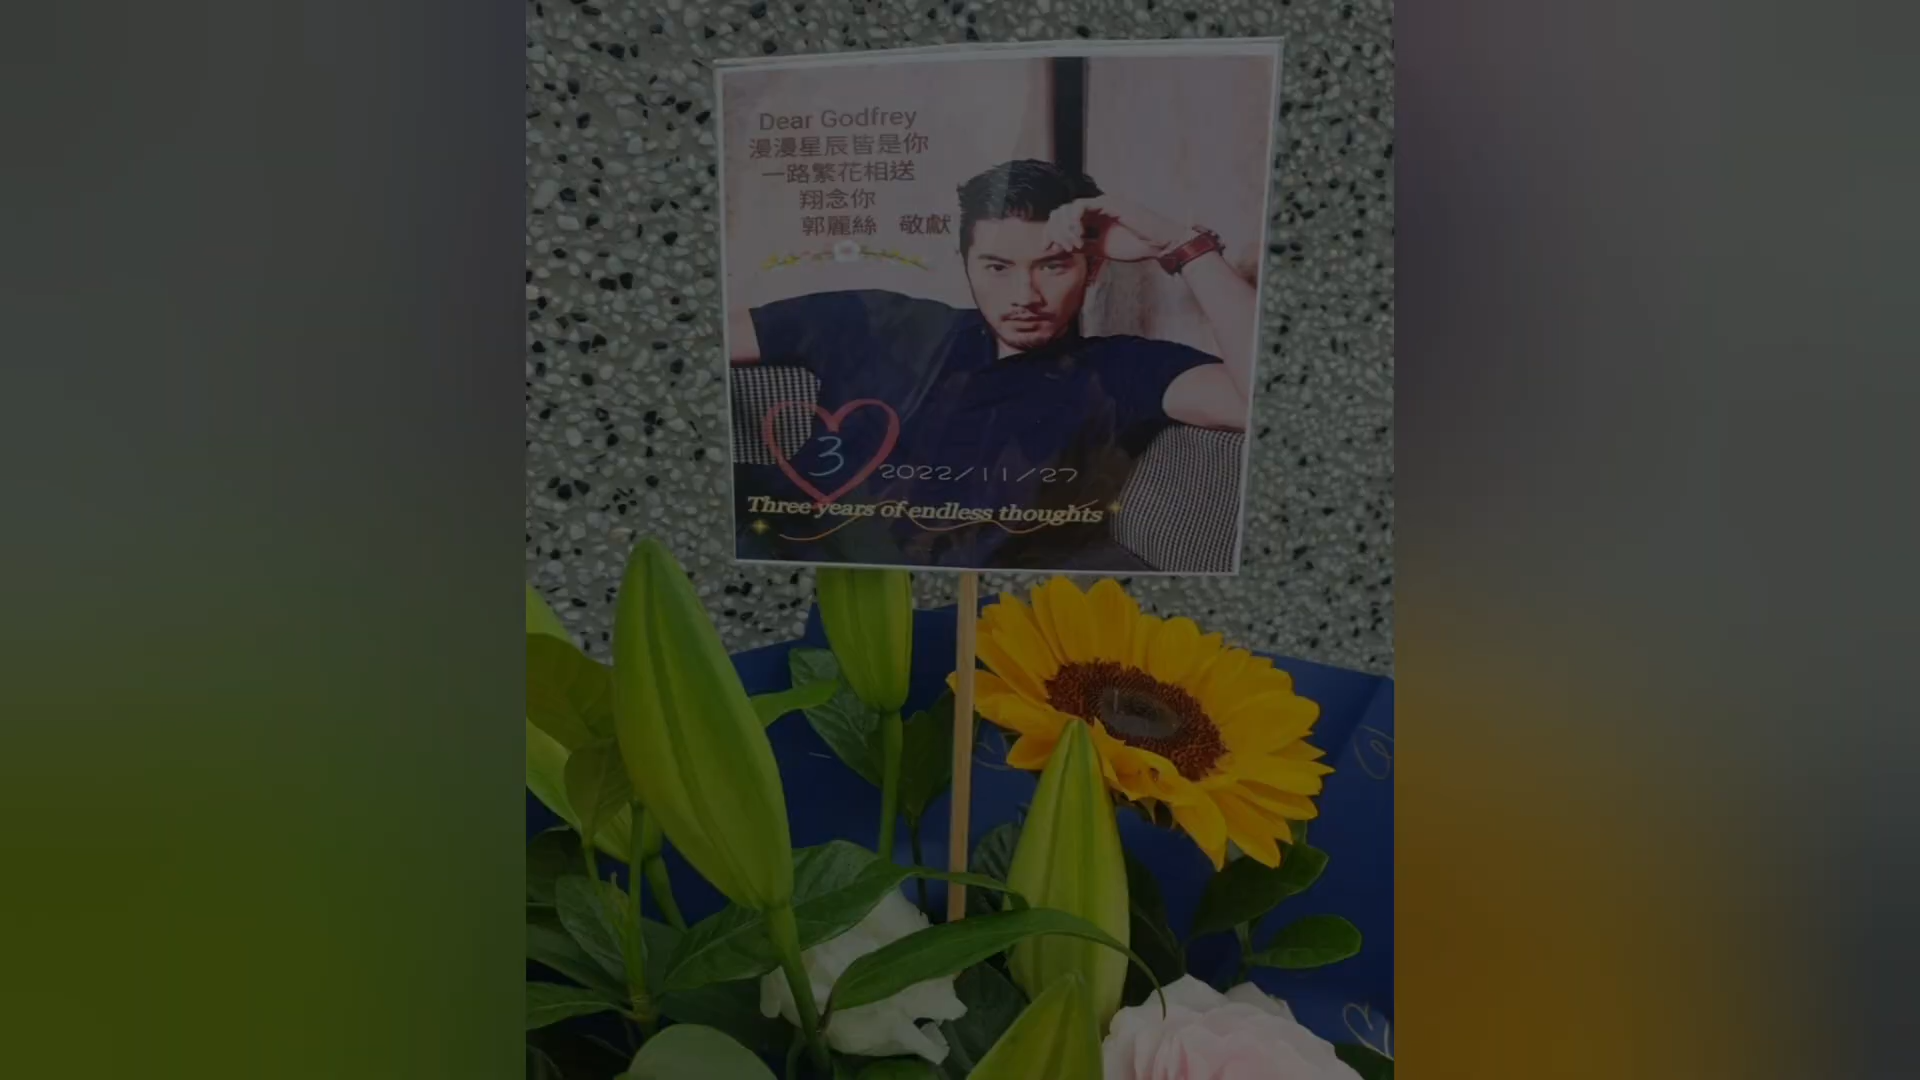 Dear Godfrey
漫漫星辰皆是你
一路繁花相送
翔念你
郭麗絲 敬獻
3
2022/11/27
Three years of endless thoughts